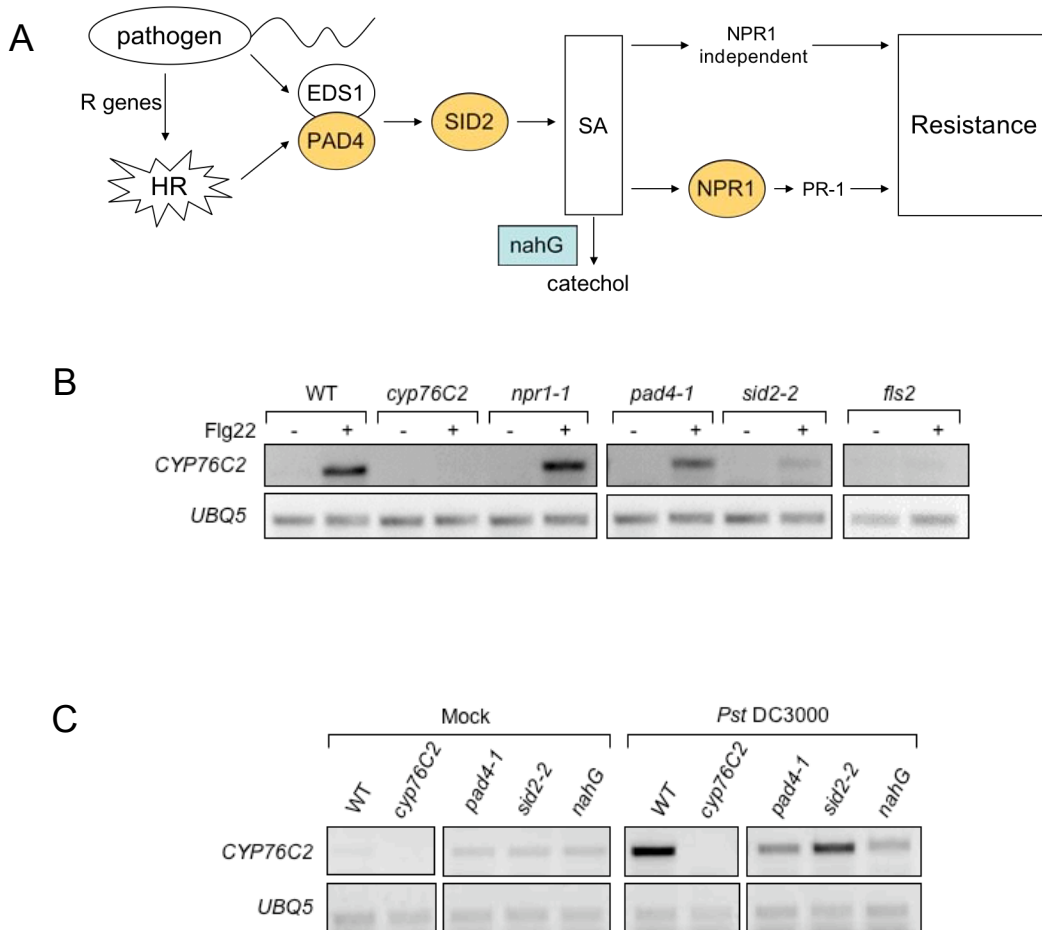 A
pathogen
R genes
HR
EDS1
PAD4
SID2
SA
nahG
catechol
NPR1
independent
NPR1
PR-1
Resistance
B
WT cyp76C2 npr1-1 pad4-1 sid2-2 fls2
Flg22 - + - + - + - + - + - +
CYP76C2
UBQ5
C
Mock Pst DC3000
WT cyp76C2 pad4-1 sid2-2 nahG WT cyp76C2 pad4-1 sid2-2 nahG
CYP76C2
UBQ5